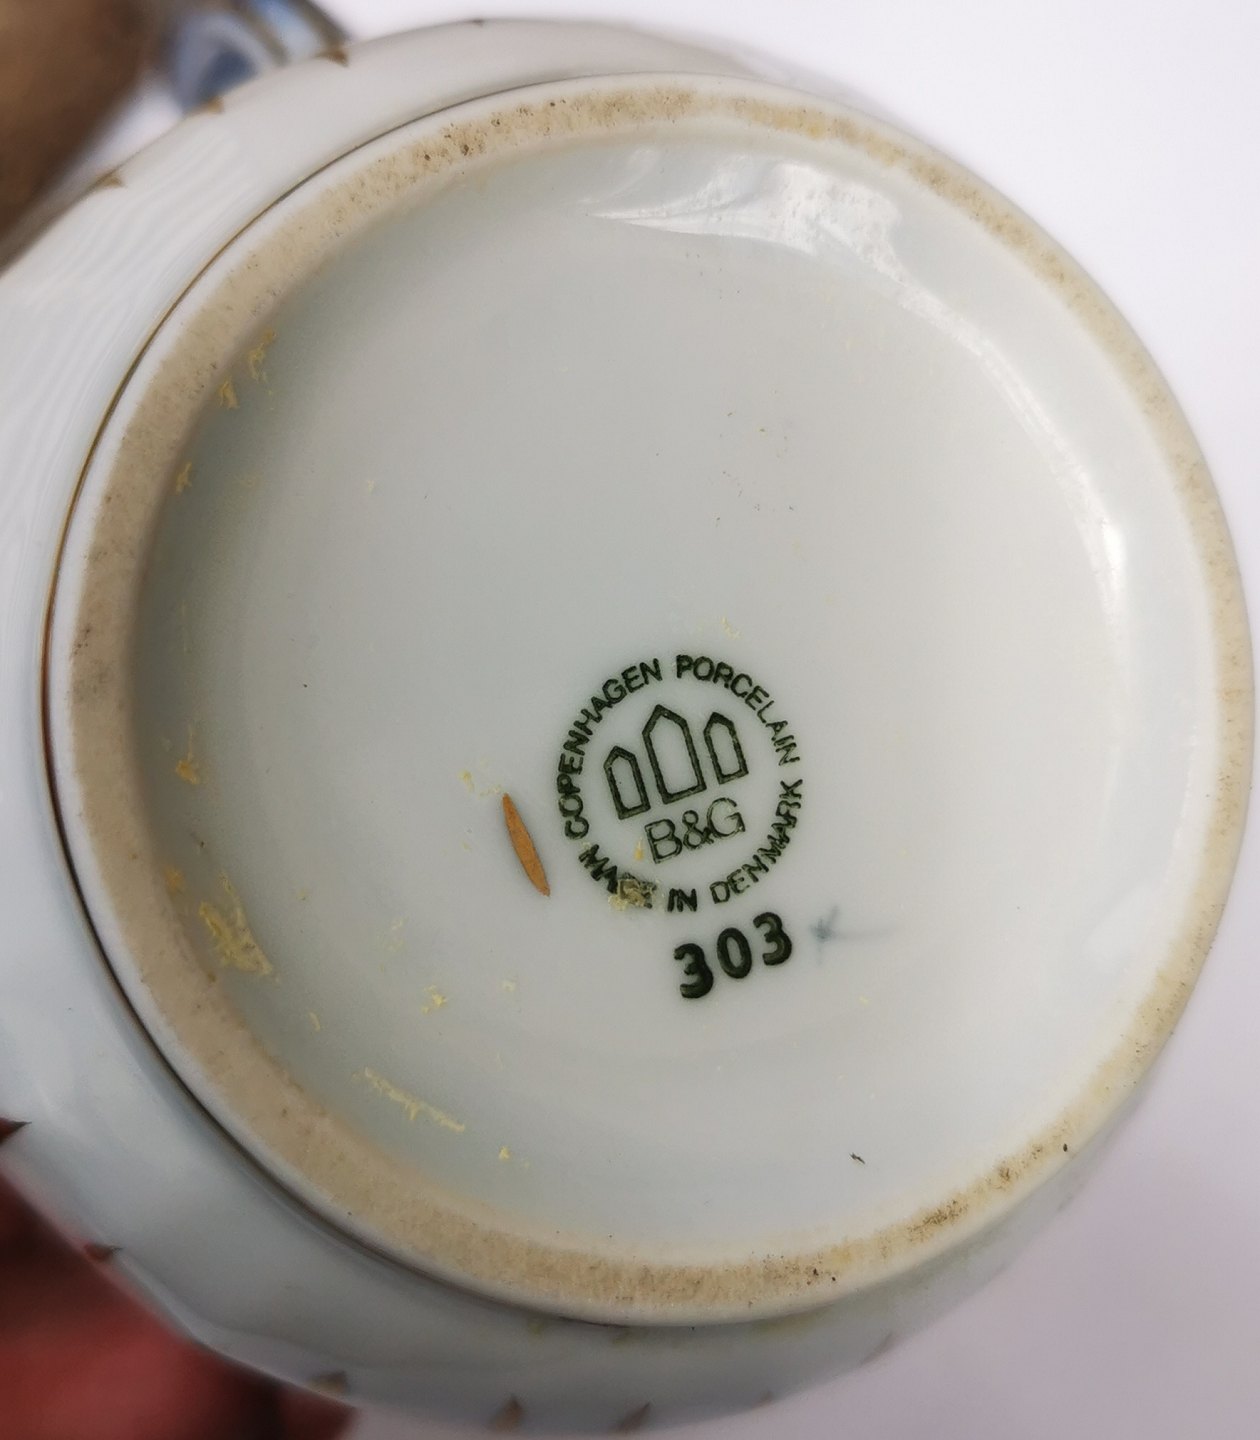 COPENHAGEN PORCELAIN
B&G
MADE IN DENMARK
303